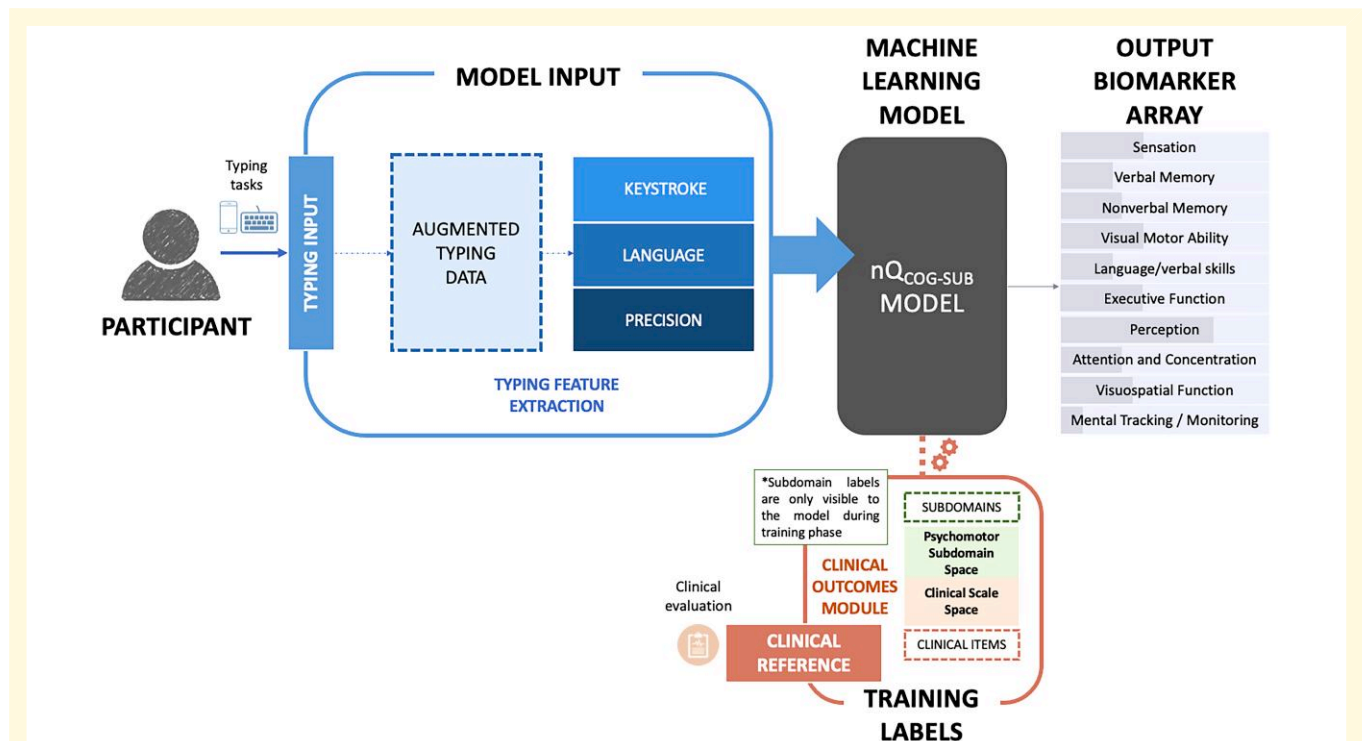 MODEL INPUT
MACHINE
LEARNING
MODEL
OUTPUT
BIOMARKER
ARRAY
Typing
tasks
PARTICIPANT
TYPING INPUT
AUGMENTED
TYPING
DATA
KEYSTROKE
LANGUAGE
PRECISION
TYPING FEATURE
EXTRACTION
nQCOG-SUB
MODEL
Sensation
Verbal Memory
Nonverbal Memory
Visual Motor Ability
Language/verbal skills
Executive Function
Perception
Attention and Concentration
Visuospatial Function
Mental Tracking / Monitoring
*Subdomain labels
are only visible to
the model during
training phase
SUBDOMAINS
Psychomotor
Subdomain
Space
Clinical Scale
Space
CLINICAL ITEMS
CLINICAL
OUTCOMES
MODULE
Clinical
evaluation
CLINICAL
REFERENCE
TRAINING
LABELS